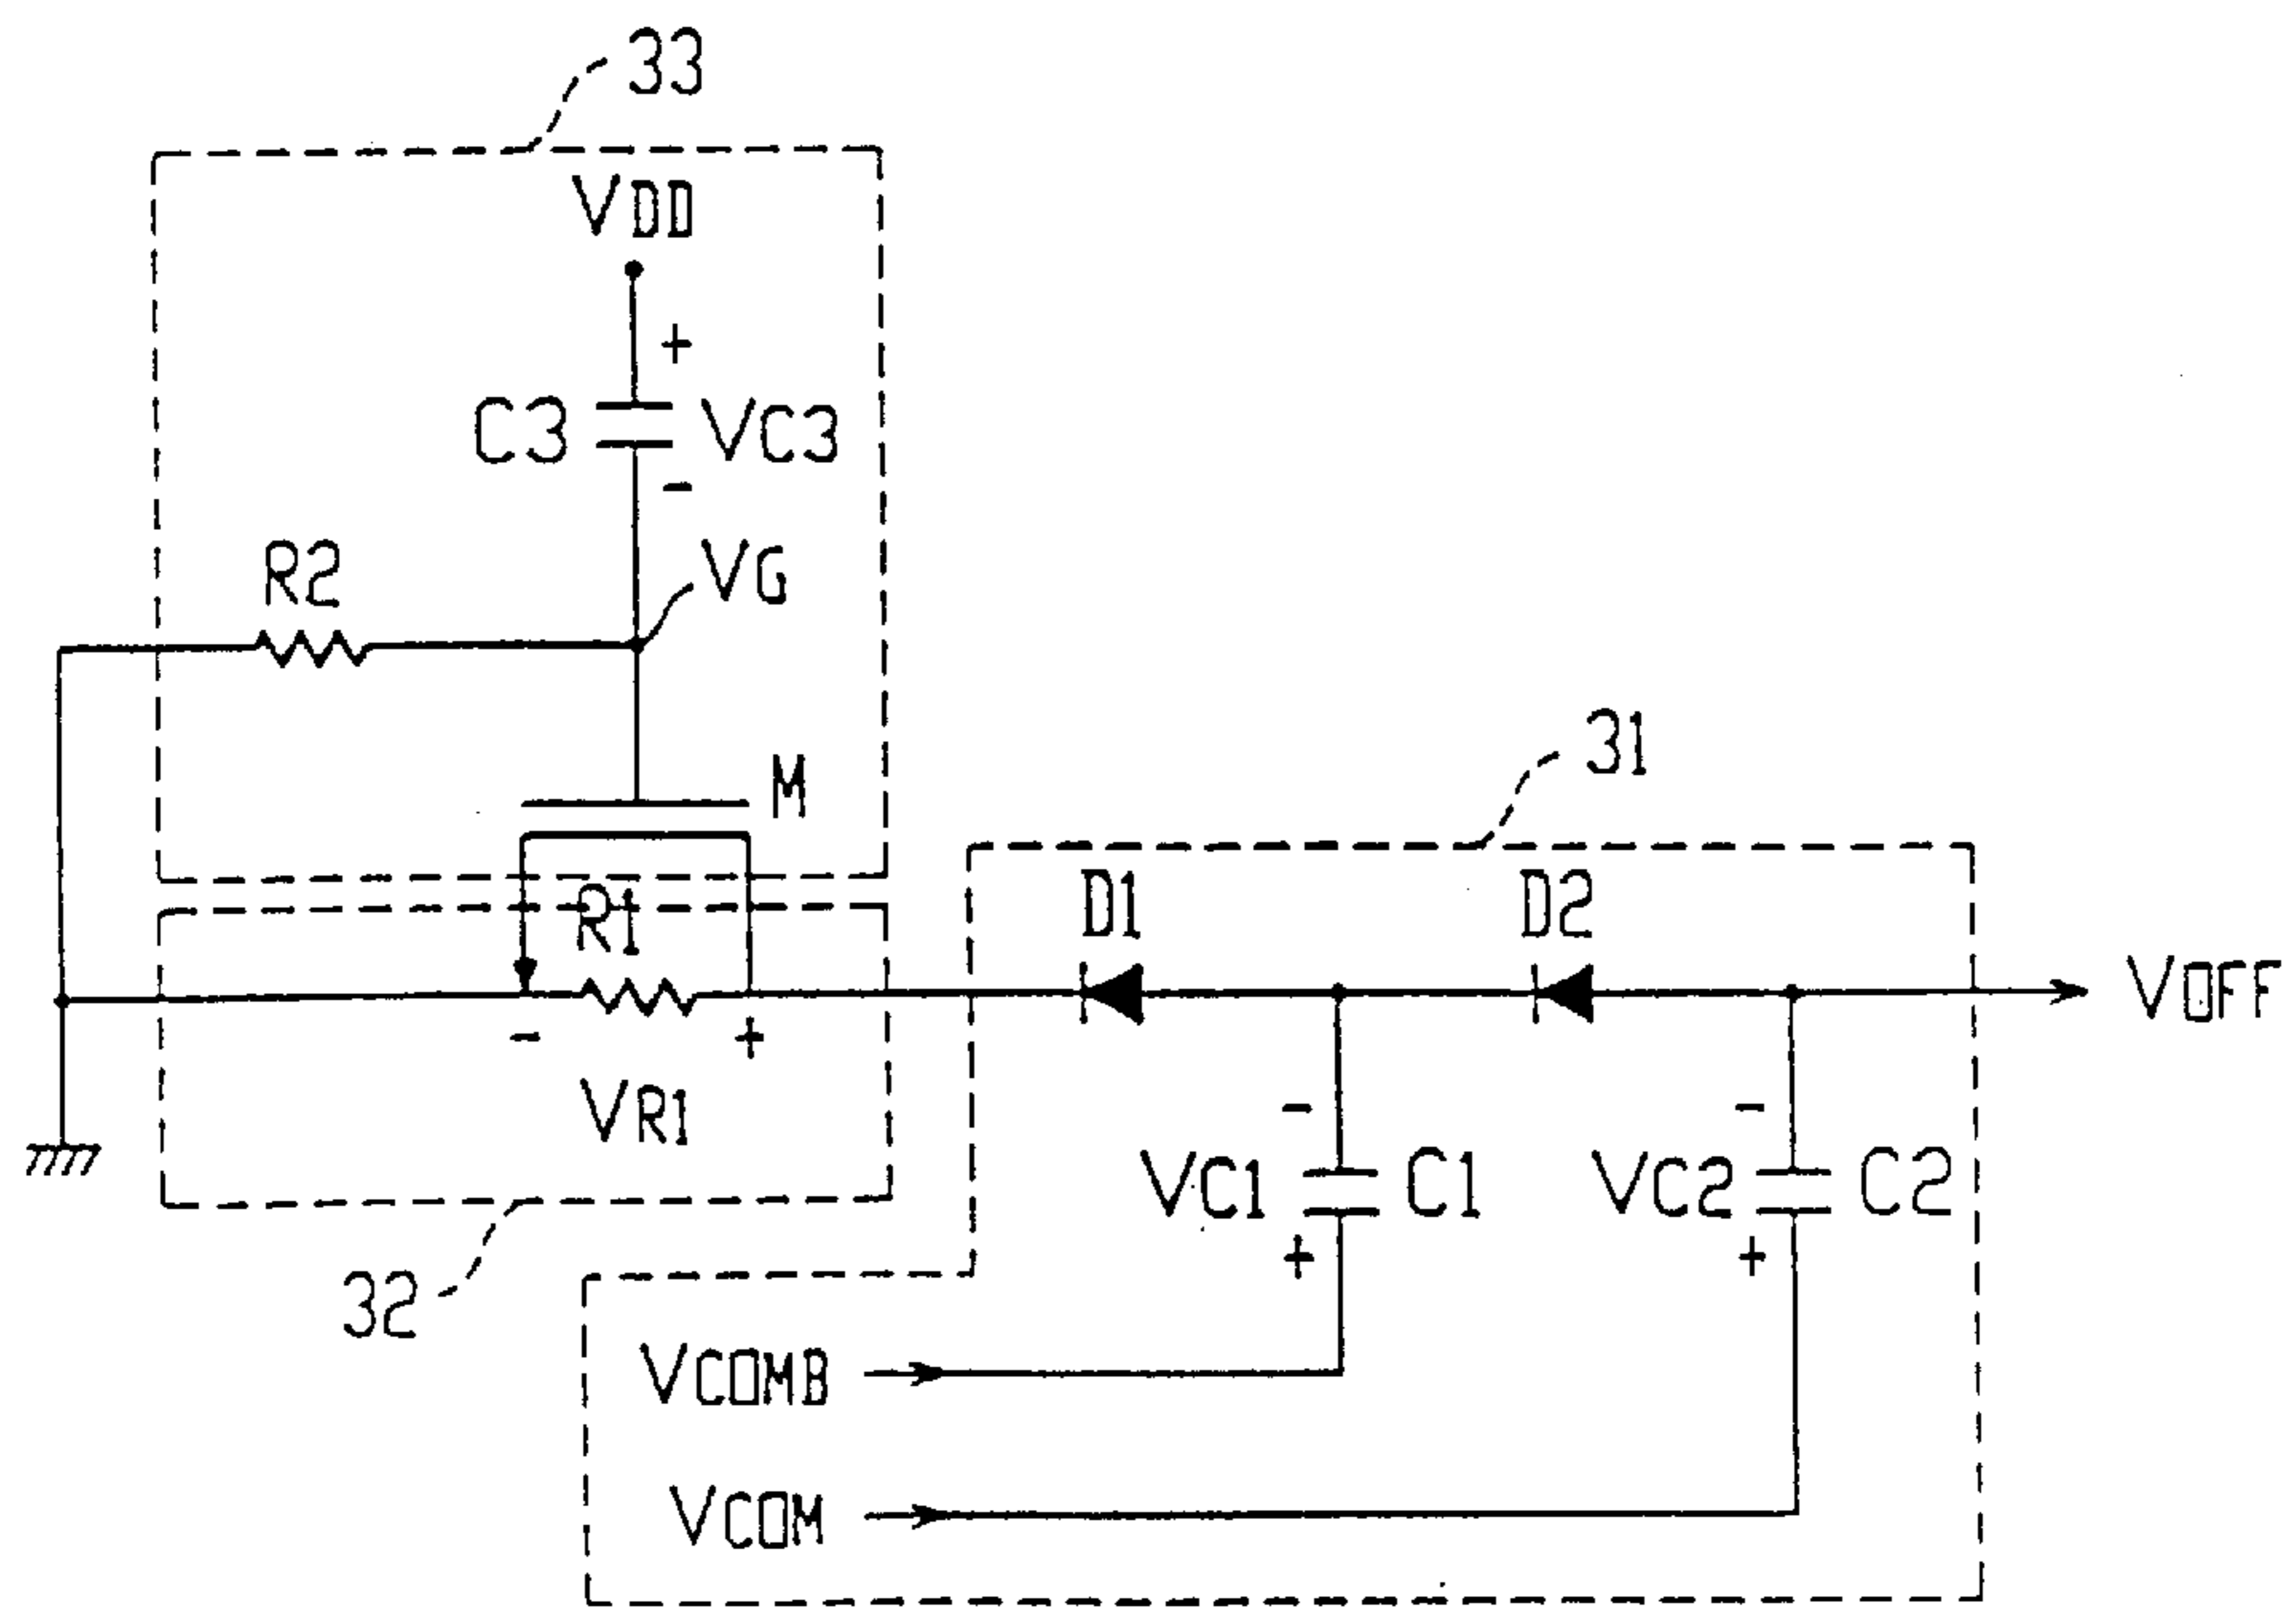 33
VDD
+
C3
VC3
-
R2
VG
M
31
R1
D1
D2
VOFF
-
+
VR1
-
-
VC1
C1
VC2
C2
+
+
32
VCOMB
VCOM